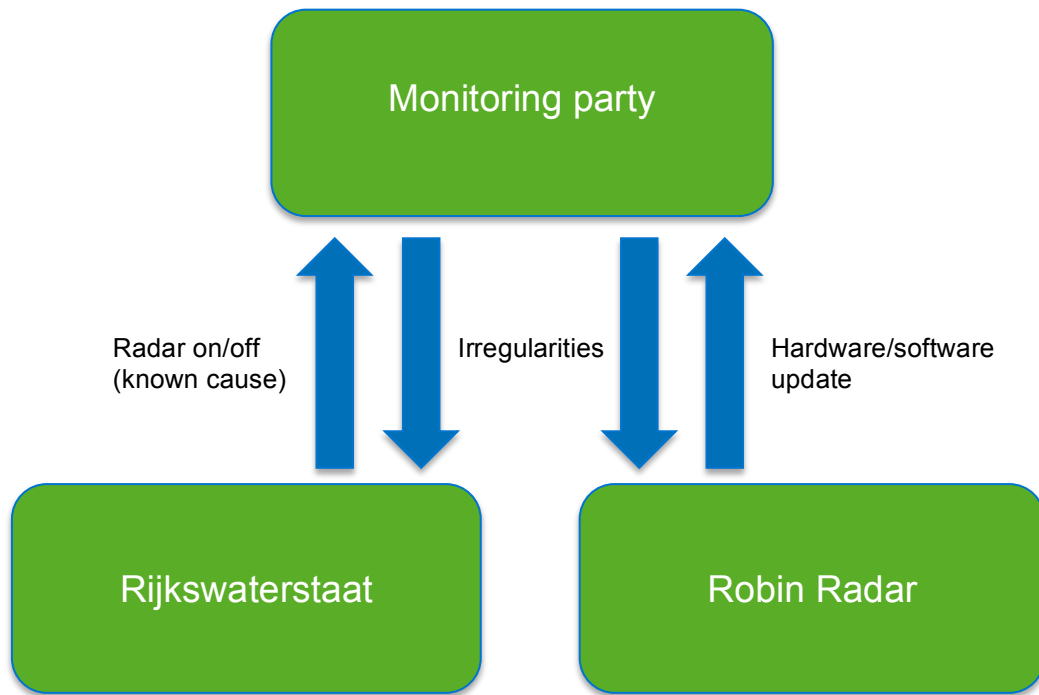 Monitoring party
Radar on/off
(known cause)
Irregularities
Hardware/software
update
Rijkswaterstaat
Robin Radar